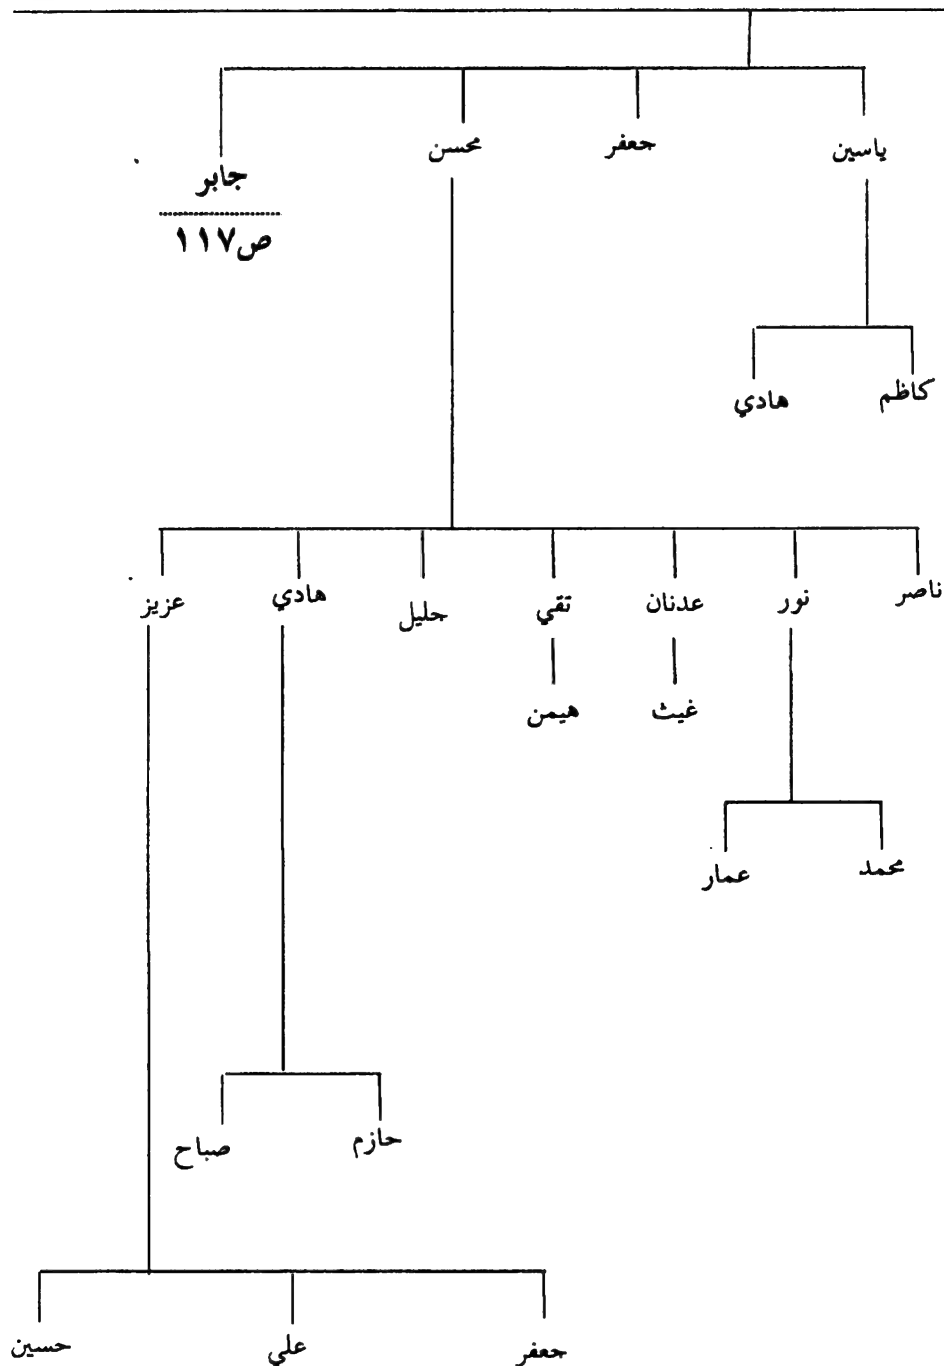 ياسين جعفر محسن جابر
ص١١٧
كاظم هادي
ناصر نور عدنان تقي جليل هادي عزيز
غيث هيمن
محمد عمار
حازم صباح
جعفر علي حسين